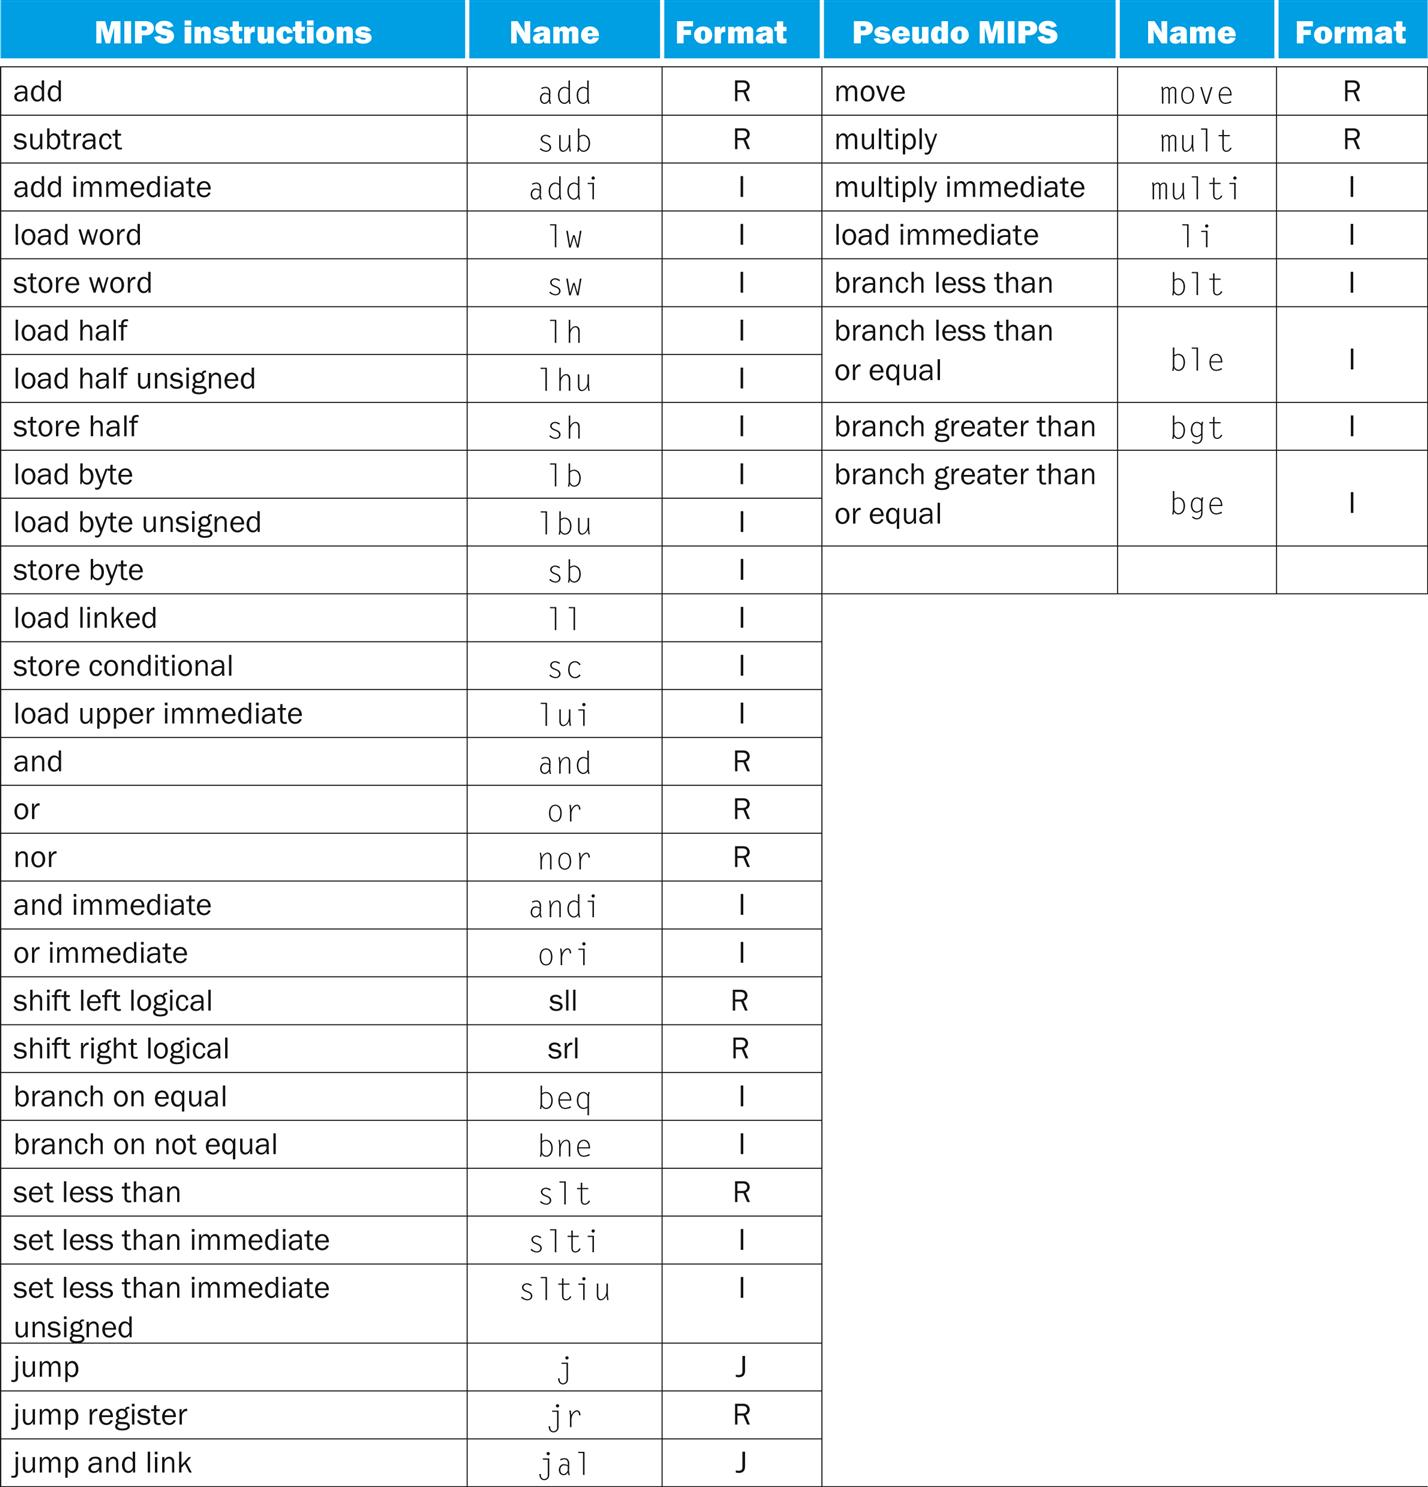 MIPS instructions Name Format Pseudo MIPS Name Format
add add R move move R
subtract sub R multiply mult R
add immediate addi I multiply immediate multi I
load word lw I load immediate li I
store word sw I branch less than blt I
load half lh I branch less than
or equal ble I
load half unsigned lhu I
store half sh I branch greater than bgt I
load byte lb I branch greater than
or equal bge I
load byte unsigned lbu I
store byte sb I
load linked ll I
store conditional sc I
load upper immediate lui I
and and R
or or R
nor nor R
and immediate andi I
or immediate ori I
shift left logical sll R
shift right logical srl R
branch on equal beq I
branch on not equal bne I
set less than slt R
set less than immediate slti I
set less than immediate sltiu I
unsigned
jump j J
jump register jr R
jump and link jal J